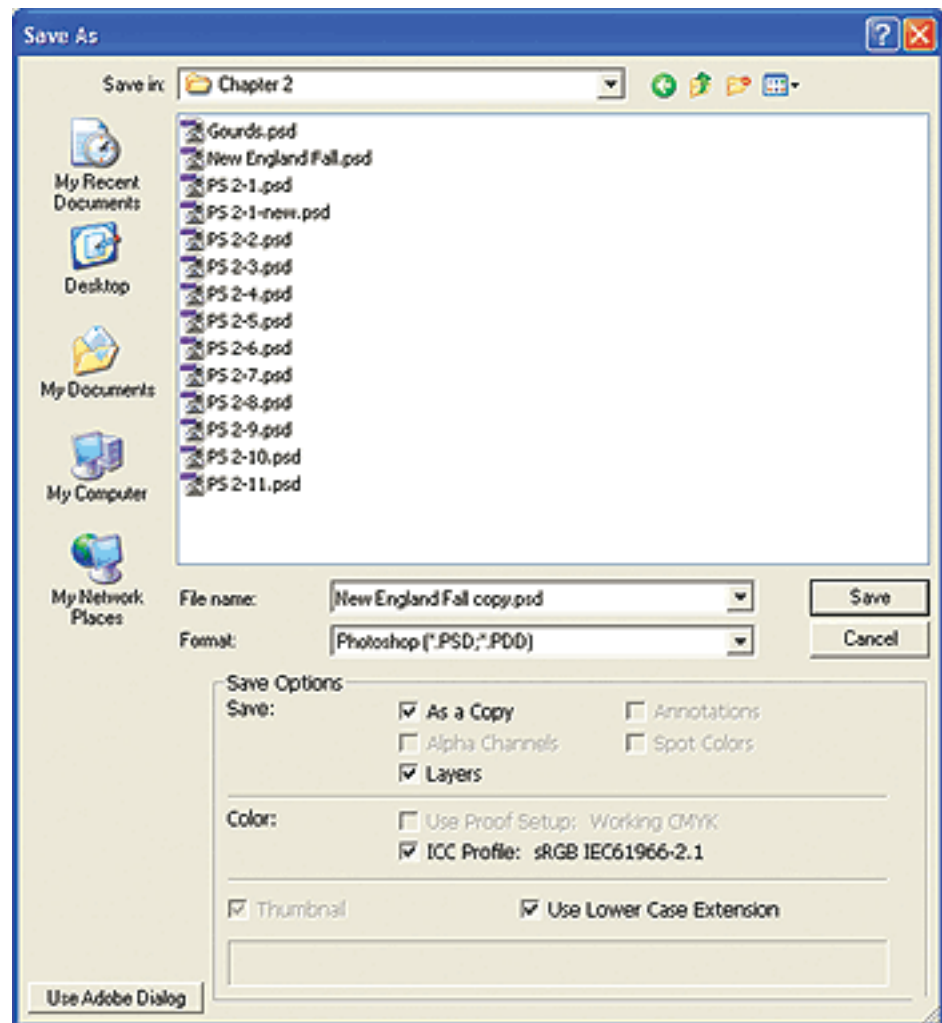 Save As
Save in: Chapter 2
My Recent
Documents
Desktop
My Documents
My Computer
My Network
Places
Gourds.psd
New England Fall.psd
PS 2-1.psd
PS 2-1-new.psd
PS 2-2.psd
PS 2-3.psd
PS 2-4.psd
PS 2-5.psd
PS 2-6.psd
PS 2-7.psd
PS 2-8.psd
PS 2-9.psd
PS 2-10.psd
PS 2-11.psd
File name: New England Fall copy.psd Save
Format: Photoshop (*.PSD;*.PDD) Cancel
Save Options
Save: As a Copy Annotations
Alpha Channels Spot Colors
Layers
Color: Use Proof Setup: Working CMYK
ICC Profile: sRGB IEC61966-2.1
Thumbnail Use Lower Case Extension
Use Adobe Dialog